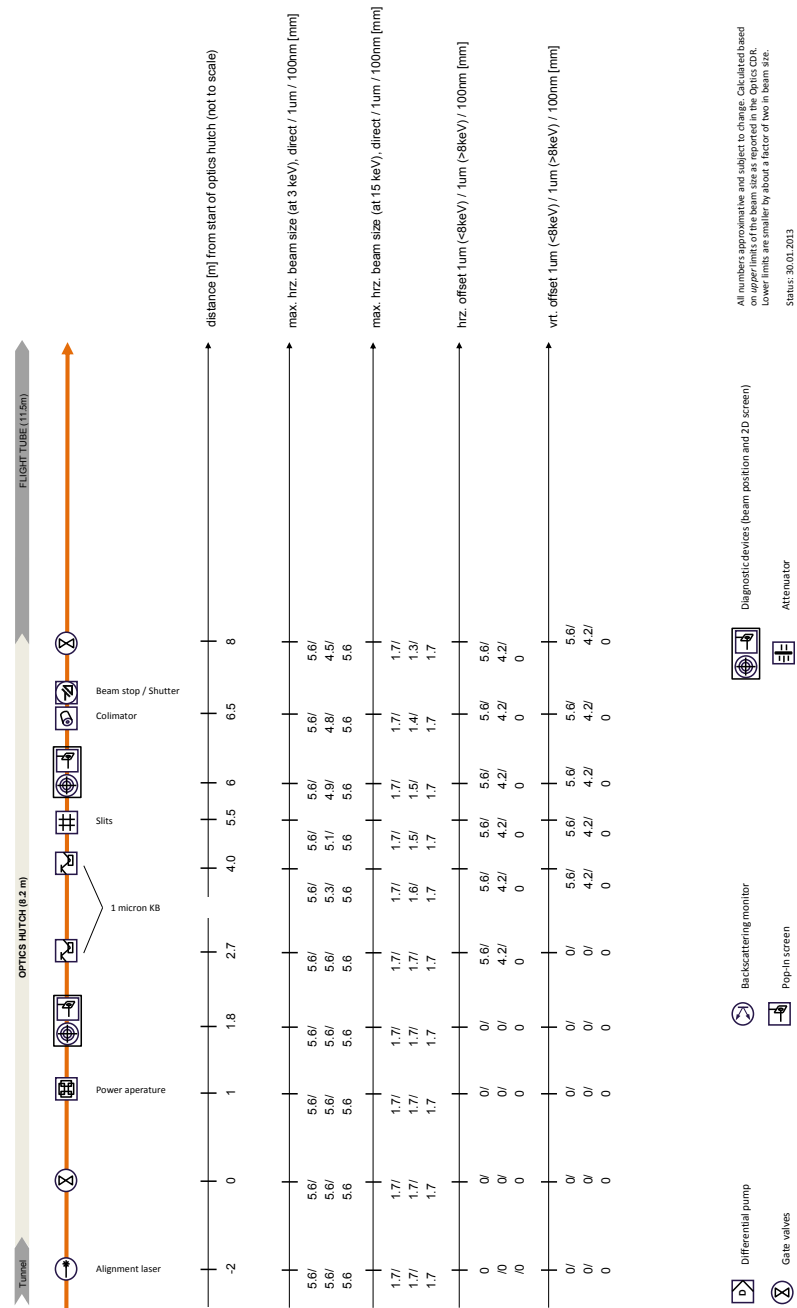 Tunnel OPTICS HUTCH (8.2 m) FLIGHT TUBE (11.5m)
Beam stop / Shutter
Alignment laser Power aperature Slits Colimator
1 micron KB
distance [m] from start of optics hutch (not to scale)
-2 0 1 1.8 2.7 4.0 5.5 6 6.5 8
max. hrz. beam size (at 3 keV), direct / 1um / 100nm [mm]
5.6/ 5.6/ 5.6/ 5.6/ 5.6/ 5.6/ 5.6/ 5.6/ 5.6/ 5.6/
5.6/ 5.6/ 5.6/ 5.6/ 5.6/ 5.3/ 5.1/ 4.9/ 4.8/ 4.5/
5.6 5.6 5.6 5.6 5.6 5.6 5.6 5.6 5.6 5.6
max. hrz. beam size (at 15 keV), direct / 1um / 100nm [mm]
1.7/ 1.7/ 1.7/ 1.7/ 1.7/ 1.7/ 1.7/ 1.7/ 1.7/ 1.7/
1.7/ 1.7/ 1.7/ 1.7/ 1.7/ 1.6/ 1.5/ 1.5/ 1.4/ 1.3/
1.7 1.7 1.7 1.7 1.7 1.7 1.7 1.7 1.7 1.7
hrz. offset 1um (<8keV) / 1um (>8keV) / 100nm [mm]
0 0/ 0/ 0/ 5.6/ 5.6/ 5.6/ 5.6/ 5.6/ 5.6/
/0 0/ 0/ 0/ 4.2/ 4.2/ 4.2/ 4.2/ 4.2/ 4.2/
/0 0 0 0 0 0 0 0 0 0
vrt. offset 1um (<8keV) / 1um (>8keV) / 100nm [mm]
0/ 0/ 0/ 0/ 0/ 5.6/ 5.6/ 5.6/ 5.6/ 5.6/
0/ 0/ 0/ 0/ 0/ 4.2/ 4.2/ 4.2/ 4.2/ 4.2/
0 0 0 0 0 0 0 0 0 0
D Differential pump
Gate valves
Backscattering monitor
Pop-In screen
Diagnostic devices (beam position and 2D screen)
Attenuator
All numbers approximative and subject to change. Calculated based
on upper limits of the beam size as reported in the Optics CDR.
Lower limits are smaller by about a factor of two in beam size.
Status: 30.01.2013